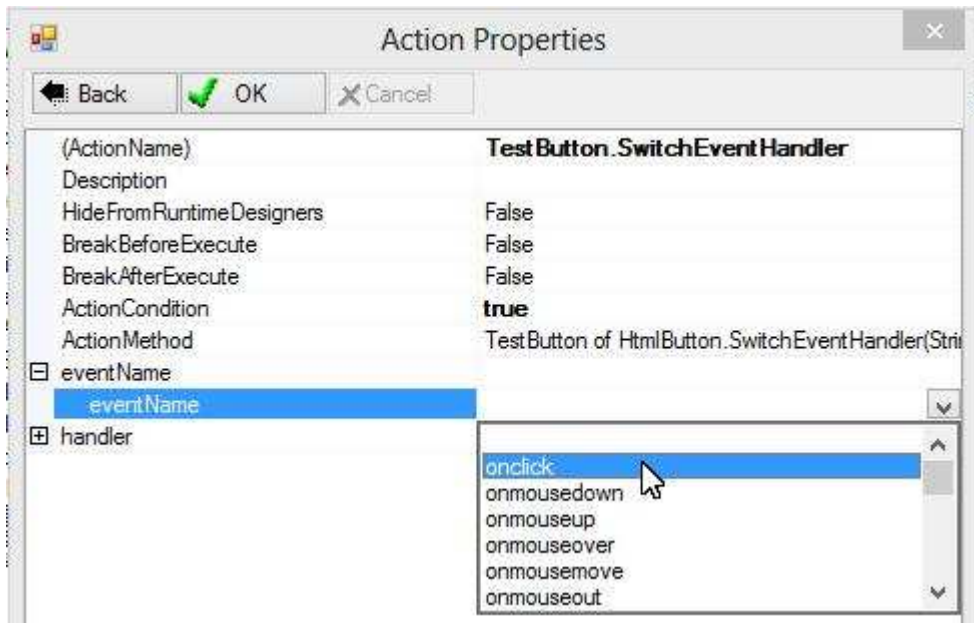 Action Properties
Back OK Cancel
(ActionName) TestButton.SwitchEventHandler
Description
HideFromRuntimeDesigners False
BreakBeforeExecute False
BreakAfterExecute False
ActionCondition true
ActionMethod TestButton of HtmlButton.SwitchEventHandler(Stri
eventName
eventName
handler
onclick
onmousedown
onmouseup
onmouseover
onmousemove
onmouseout